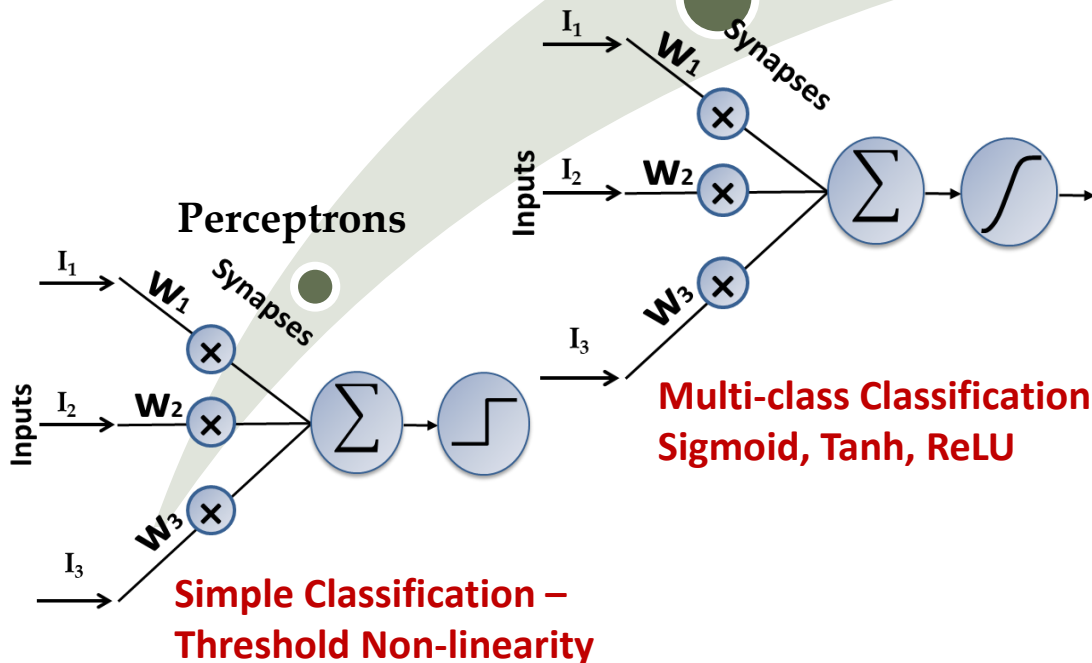 Perceptrons
I₁
W₁
Synapses
Inputs
I₂
W₂
×
×
×
∑
I₃
W₃
Simple Classification –
Threshold Non-linearity
I₁
W₁
Synapses
Inputs
I₂
W₂
×
×
×
∑
I₃
W₃
Multi-class Classification
Sigmoid, Tanh, ReLU